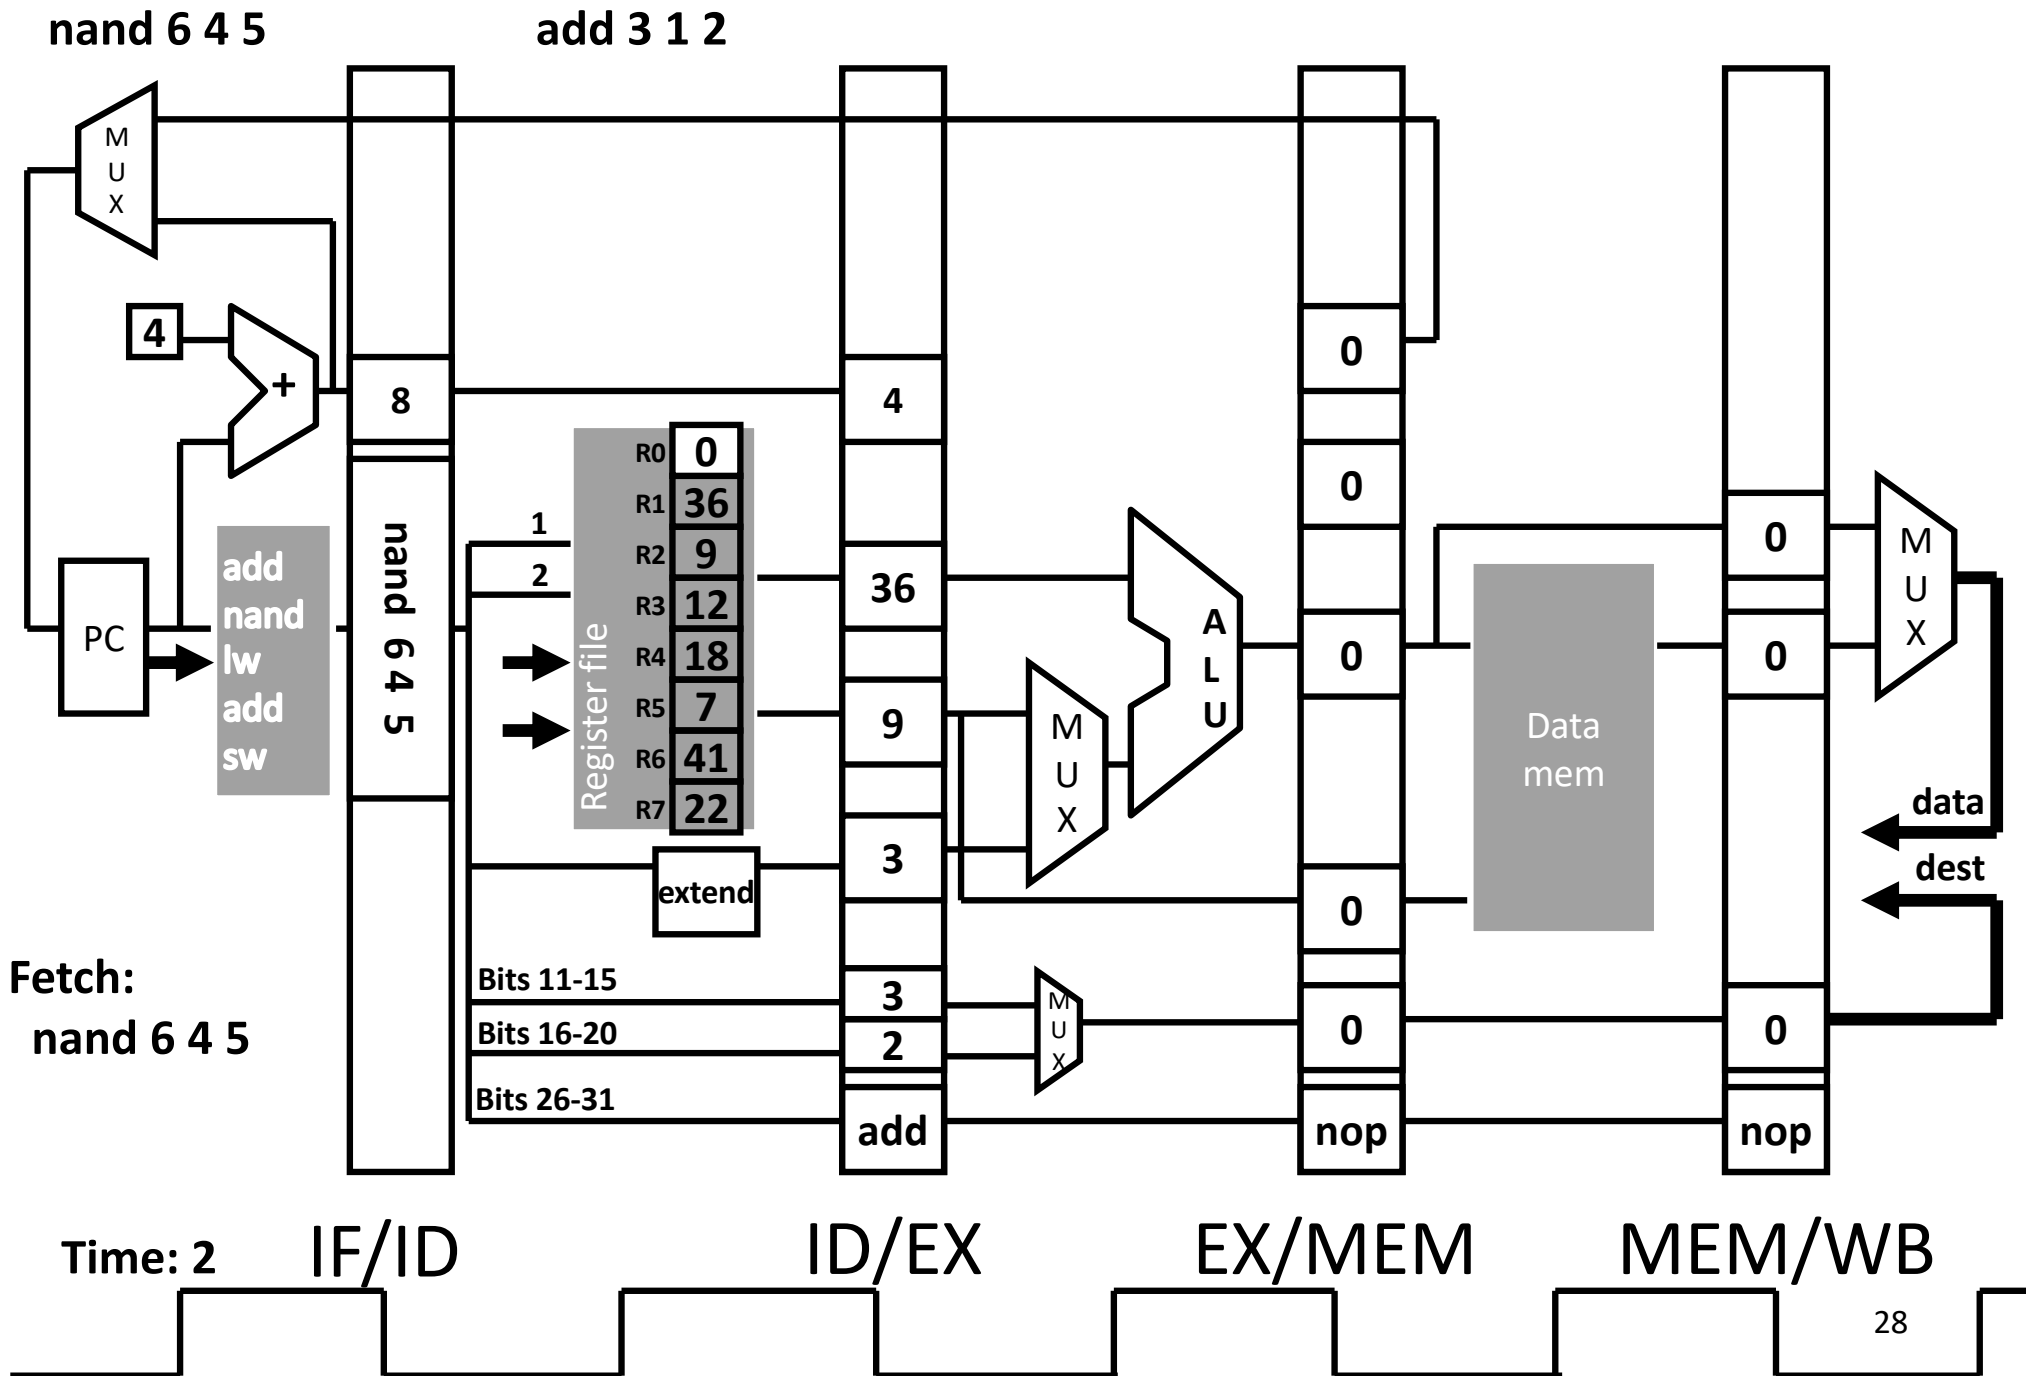 nand 6 4 5
add 3 1 2
M
U
X
4
+
8
4
0
0
R0 0
R1 36
R2 9
R3 12
R4 18
R5 7
R6 41
R7 22
Register file
1
2
PC
add
nand
lw
add
sw
nand 6 4 5
36
9
3
extend
M
U
X
A
L
U
0
0
Data
mem
0
0
M
U
X
data
dest
Fetch:
nand 6 4 5
Bits 11-15
Bits 16-20
Bits 26-31
3
2
add
M
U
X
0
nop
0
nop
Time: 2
IF/ID
ID/EX
EX/MEM
MEM/WB
28